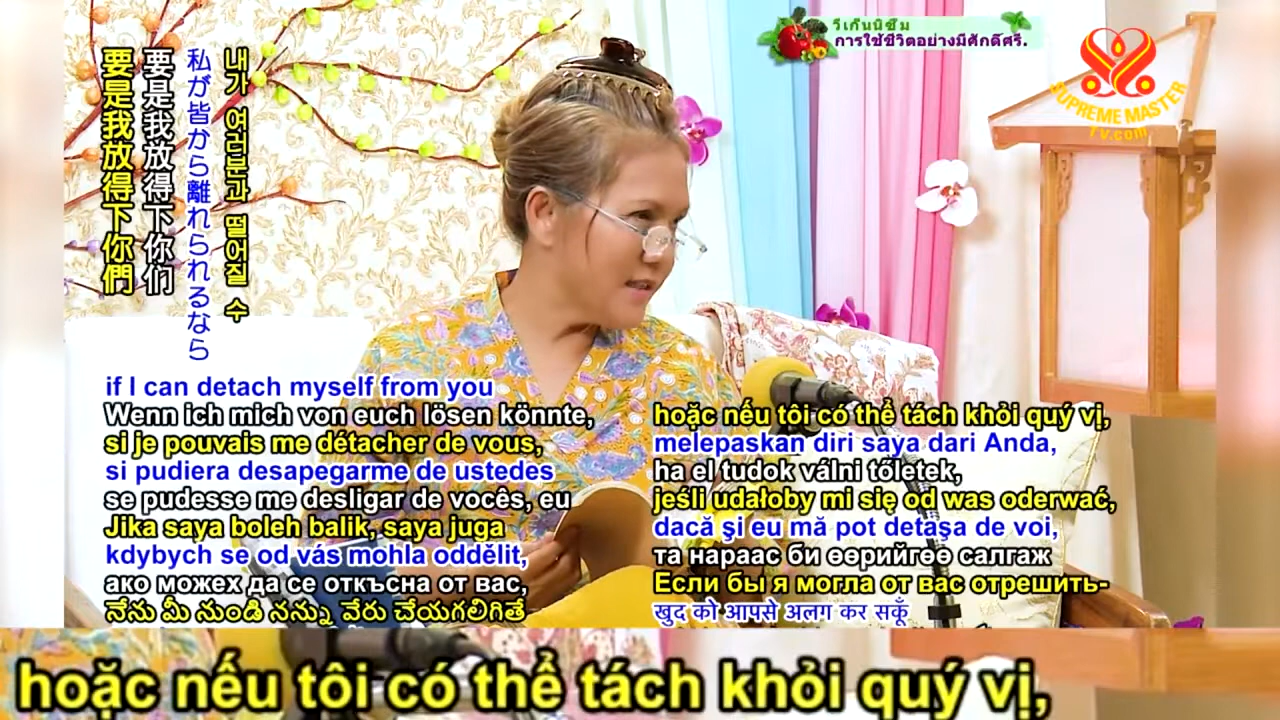 要是我放得下你們
要是我放得下你们
私が皆から離れられるなら
내가 여러분과 떨어질 수
วีแก้นนิซึม
การใช้ชีวิตอย่างมีศักดิ์ศรี.
SUPREME MASTER
TV.com
if I can detach myself from you
Wenn ich mich von euch lösen könnte,
si je pouvais me détacher de vous,
si pudiera desapegarme de ustedes
se pudesse me desligar de vocês, eu
Jika saya boleh balik, saya juga
kdybych se od vás mohla oddělit,
ако можех да се откъсна от вас,
నేను మీ నుండి నన్ను వేరు చేయగలిగితే
hoặc nếu tôi có thể tách khỏi quý vị,
melepaskan diri saya dari Anda,
ha el tudok válni tőletek,
jeśli udałoby mi się od was oderwać,
dacă şi eu mă pot detaşa de voi,
та нараас би өөрийгөө салгаж
Если бы я могла от вас отрешить-
खुद को आपसे अलग कर सकूँ
hoặc nếu tôi có thể tách khỏi quý vị,